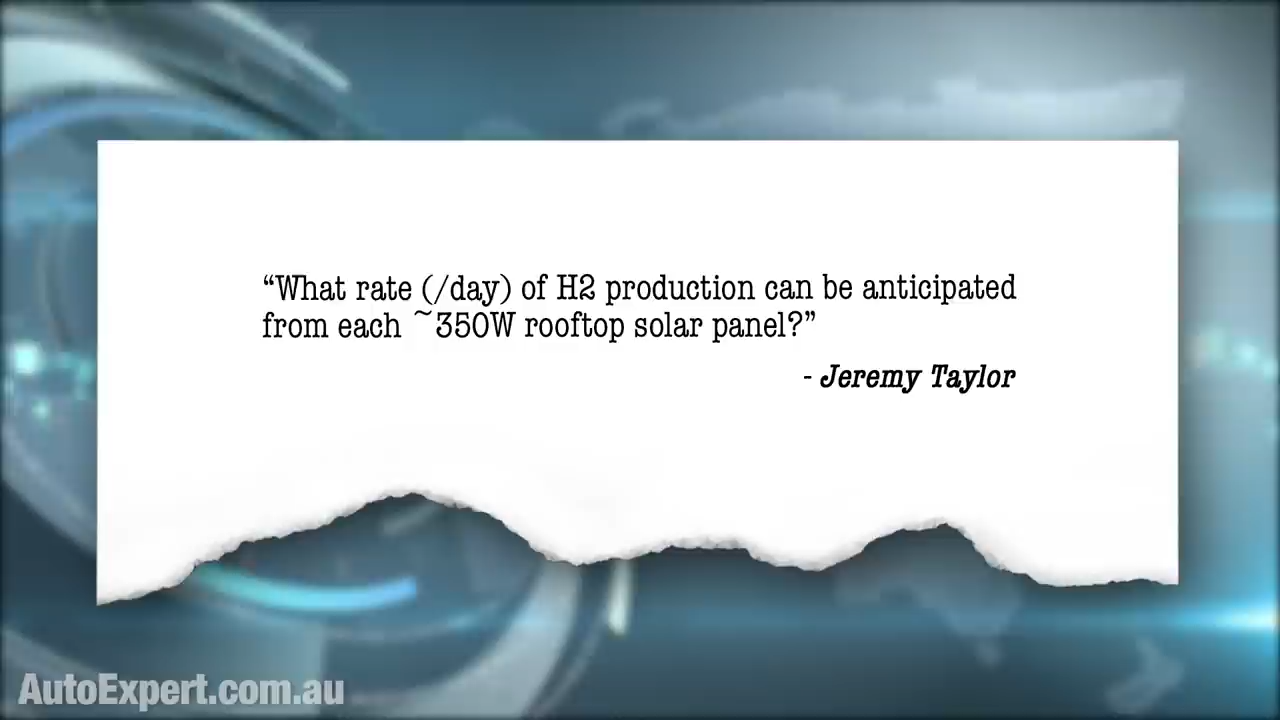 “What rate (/day) of H2 production can be anticipated
from each ~350W rooftop solar panel?”
- Jeremy Taylor
AutoExpert.com.au